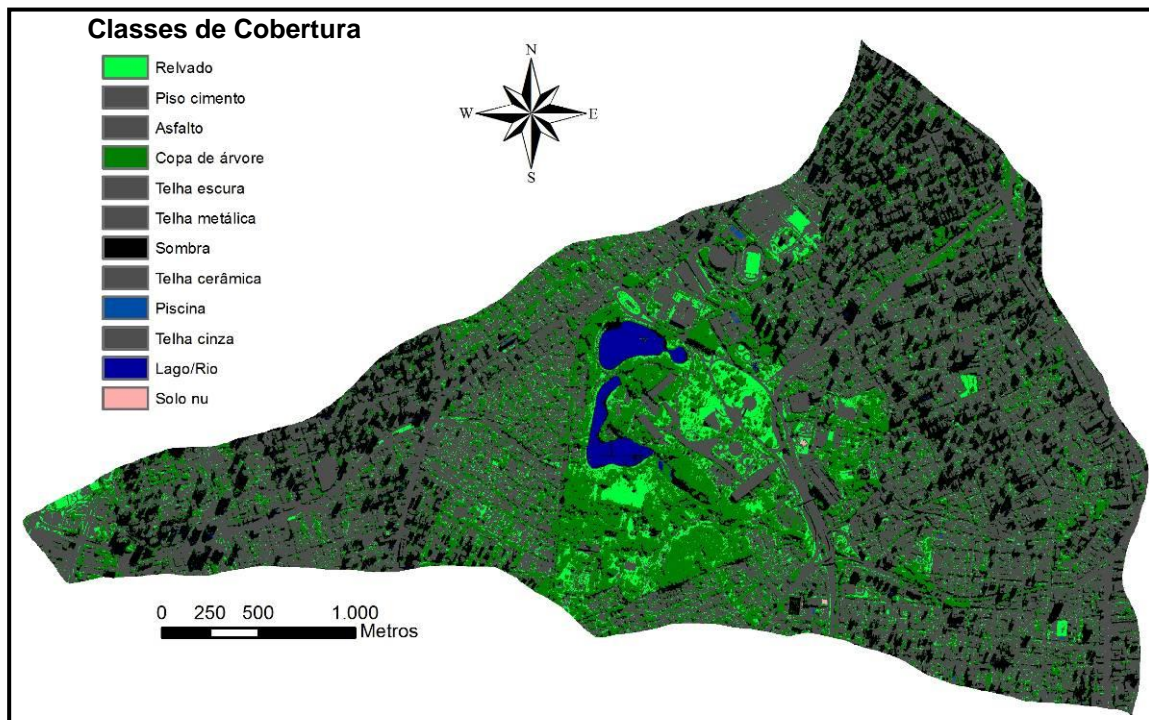 Classes de Cobertura
Relvado
Piso cimento
Asfalto
Copa de árvore
Telha escura
Telha metálica
Sombra
Telha cerâmica
Piscina
Telha cinza
Lago/Rio
Solo nu
N
W E
S
0 250 500 1.000
Metros